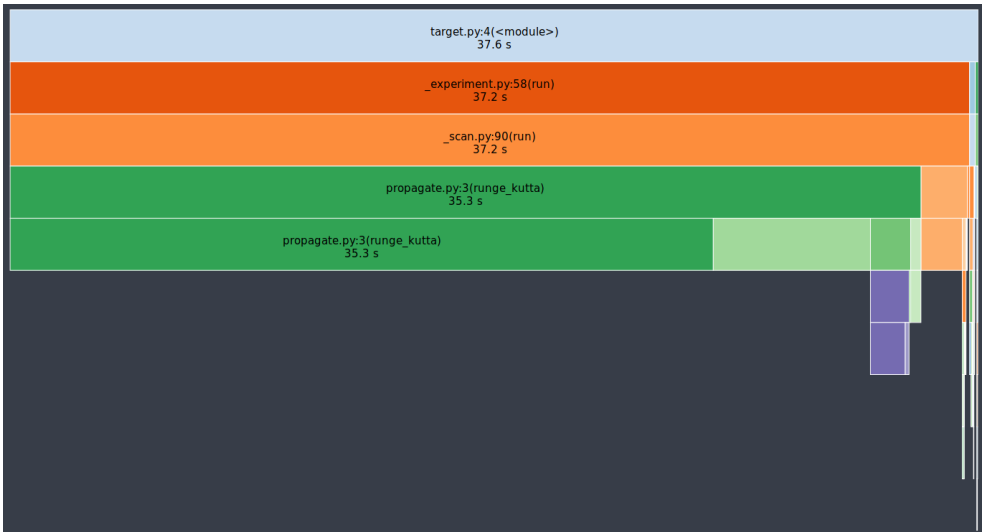 target.py:4(<module>)
37.6 s
_experiment.py:58(run)
37.2 s
_scan.py:90(run)
37.2 s
propagate.py:3(runge_kutta)
35.3 s
propagate.py:3(runge_kutta)
35.3 s